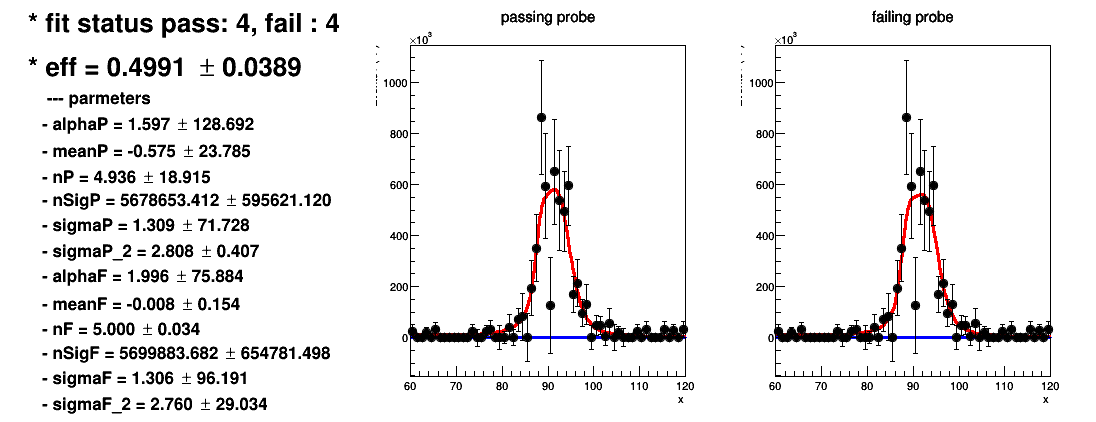 * fit status pass: 4, fail : 4
* eff = 0.4991 ± 0.0389
--- parmeters
- alphaP = 1.597 ± 128.692
- meanP = -0.575 ± 23.785
- nP = 4.936 ± 18.915
- nSigP = 5678653.412 ± 595621.120
- sigmaP = 1.309 ± 71.728
- sigmaP_2 = 2.808 ± 0.407
- alphaF = 1.996 ± 75.884
- meanF = -0.008 ± 0.154
- nF = 5.000 ± 0.034
- nSigF = 5699883.682 ± 654781.498
- sigmaF = 1.306 ± 96.191
- sigmaF_2 = 2.760 ± 29.034
passing probe
×10³
1000
800
600
400
200
0
60 70 80 90 100 110 120
x
failing probe
×10³
1000
800
600
400
200
0
60 70 80 90 100 110 120
x